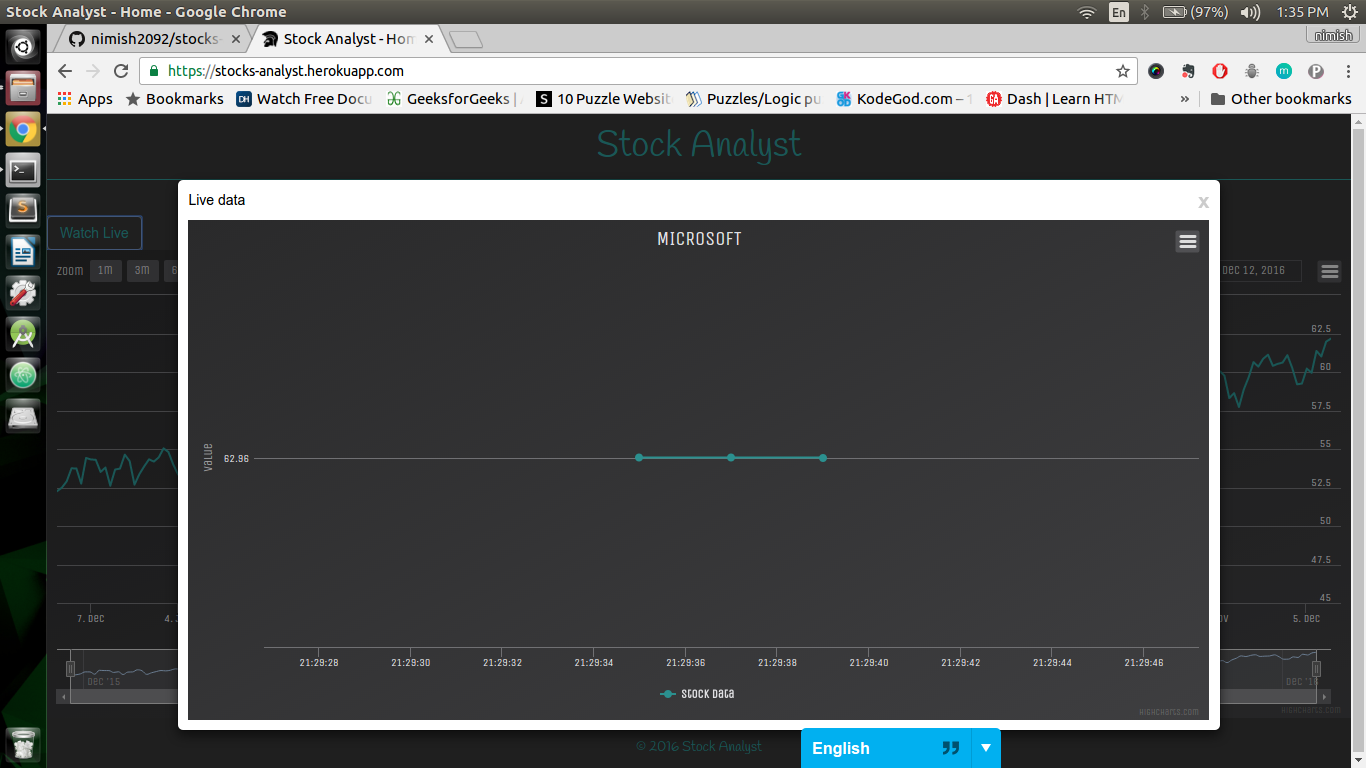 Stock Analyst - Home - Google Chrome
En
(97%)
1:35 PM
nimish2092/stocks-
Stock Analyst - Hom
nimish
https://stocks-analyst.herokuapp.com
Apps
Bookmarks
DH Watch Free Docu
GeeksforGeeks | A
S 10 Puzzle Websit
Puzzles/Logic pu
KodeGod.com – 1
GA Dash | Learn HTM
»
Other bookmarks
Stock Analyst
Live data
x
Watch Live
MICROSOFT
Zoom 1m 3m 6
Dec 12, 2016
62.5
60
57.5
55
52.5
50
47.5
45
Value
62.96
7. Dec
4.
ov
5. Dec
21:29:28 21:29:30 21:29:32 21:29:34 21:29:36 21:29:38 21:29:40 21:29:42 21:29:44 21:29:46
Dec '15
Dec '16
Stock Data
Highcharts.com
Highcharts.com
© 2016 Stock Analyst
English